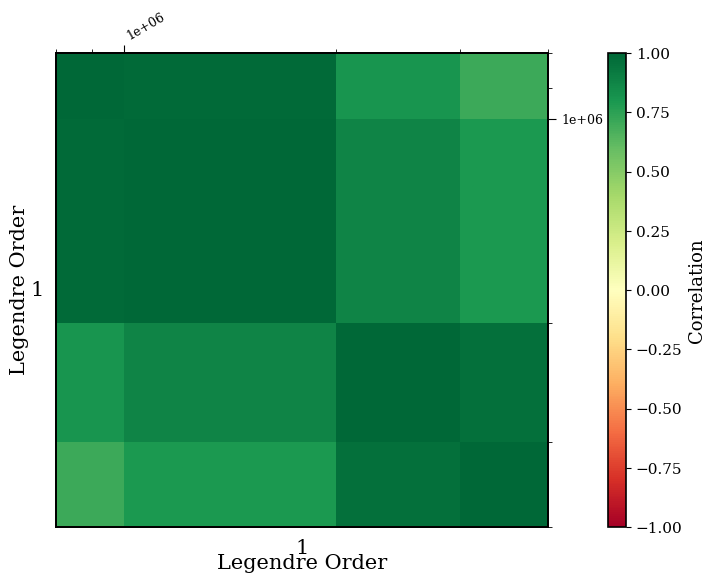 1e+06
1e+06
Legendre Order
1
1
Legendre Order
1.00
0.75
0.50
0.25
0.00
−0.25
−0.50
−0.75
−1.00
Correlation